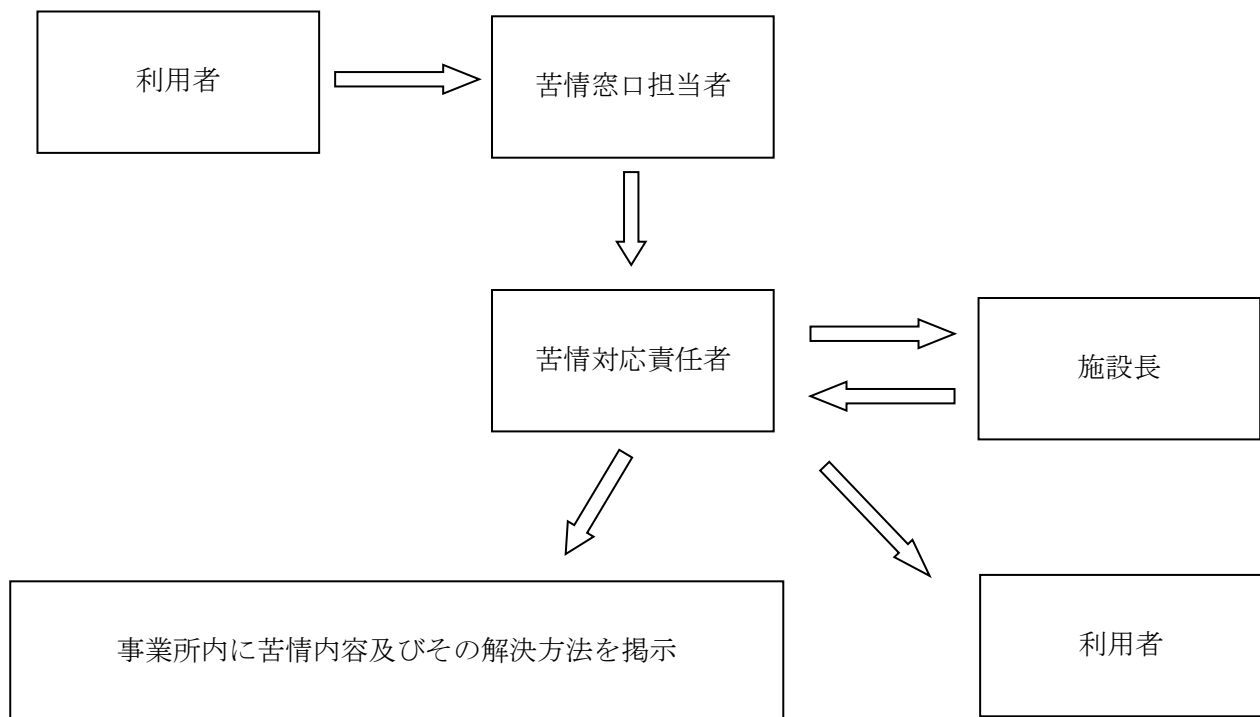 利用者
苦情窓口担当者
苦情対応責任者
施設長
事業所内に苦情内容及びその解決方法を掲示
利用者